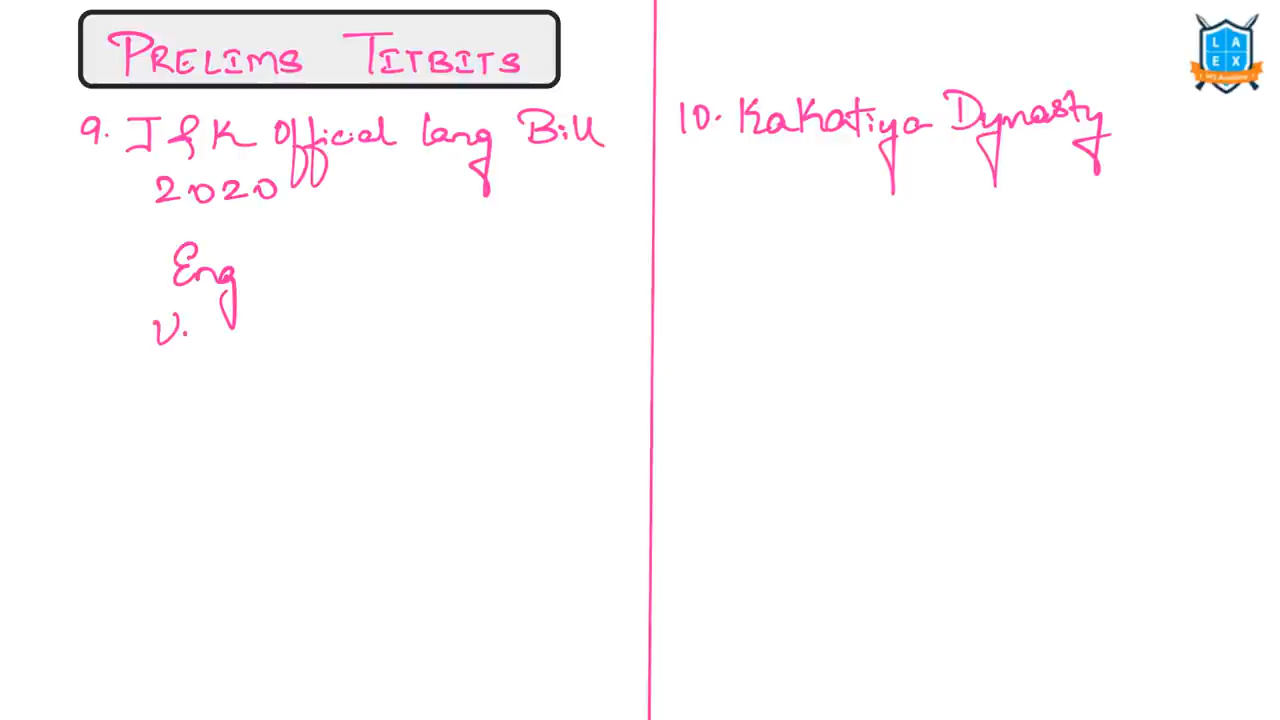 PRELIMS TITBITS
9. J & K Official Lang Bill
2020
Eng
10. Kakatiya Dynasty
L A
E X